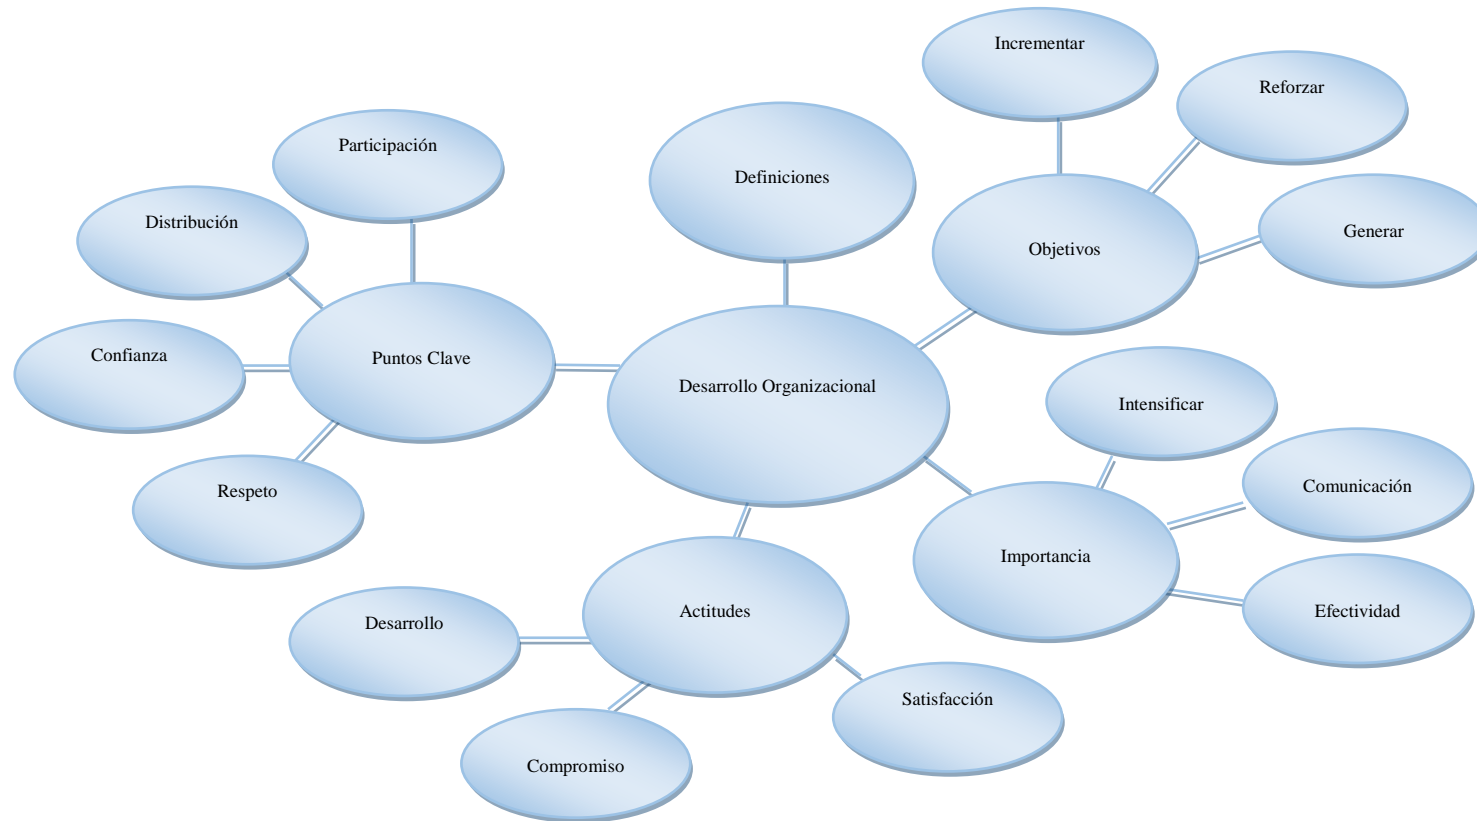 Incrementar
Reforzar
Participación
Definiciones
Distribución
Generar
Objetivos
Confianza
Puntos Clave
Desarrollo Organizacional
Intensificar
Respeto
Comunicación
Importancia
Efectividad
Desarrollo
Actitudes
Satisfacción
Compromiso